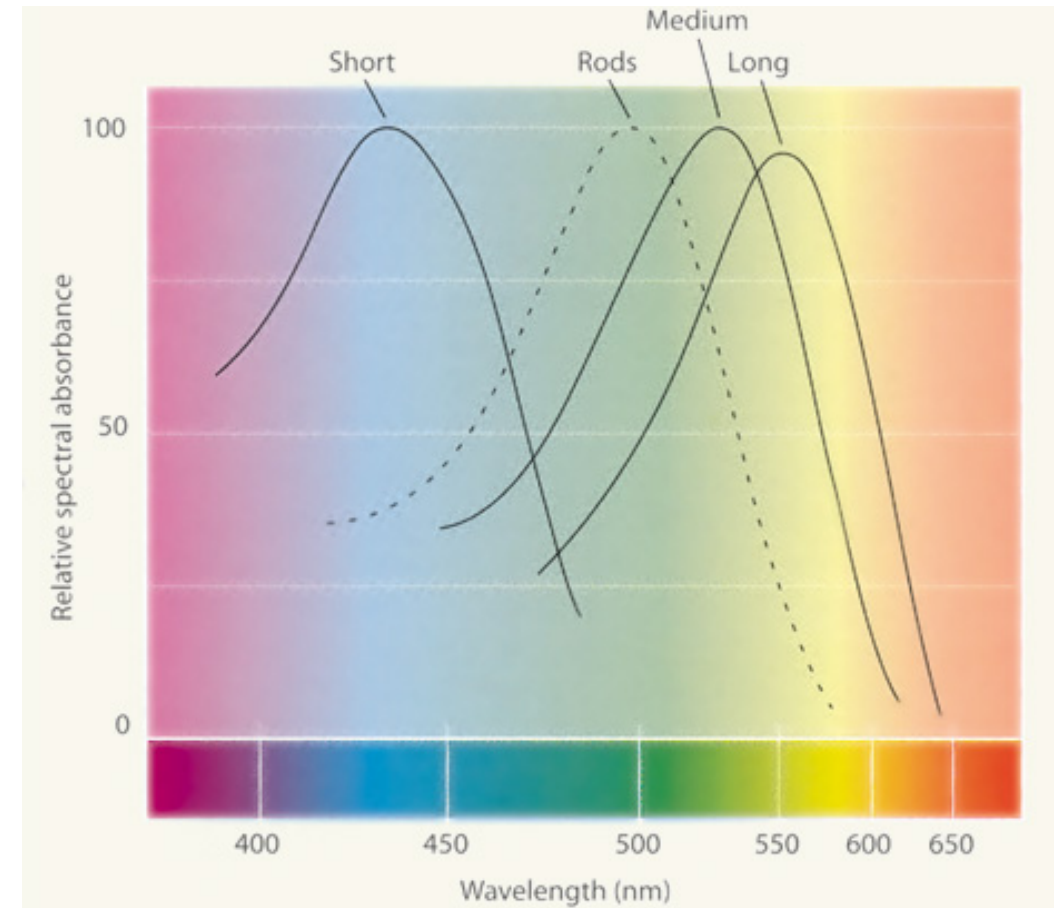 Medium
Short Rods Long
100
50
0
Relative spectral absorbance
400 450 500 550 600 650
Wavelength (nm)